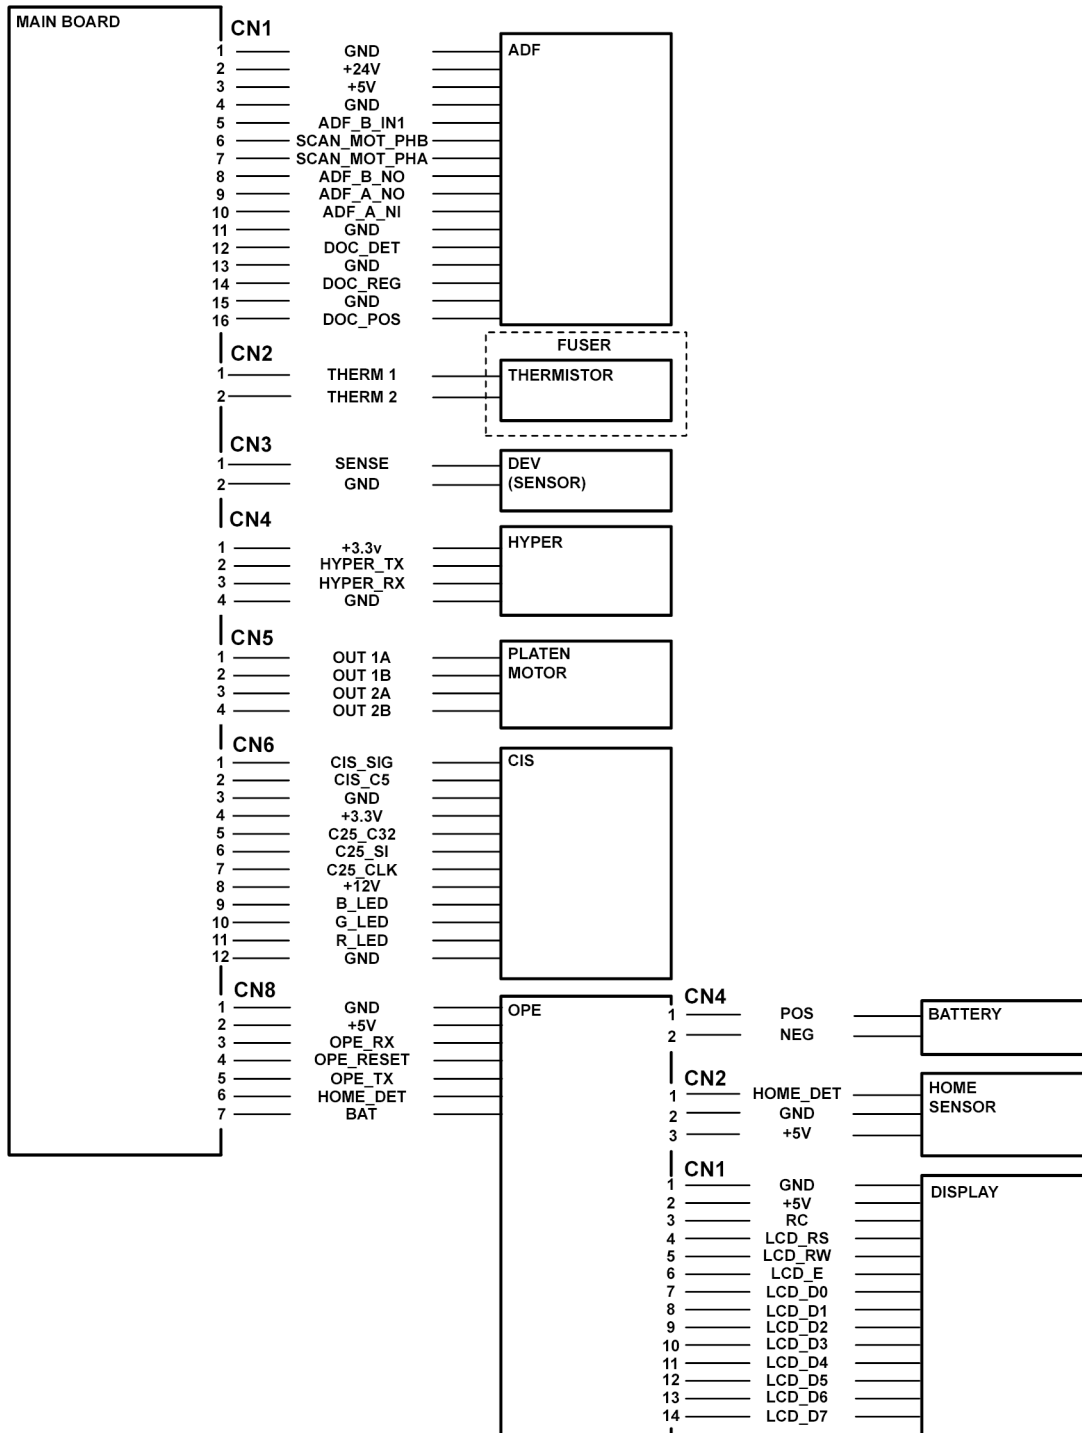 MAIN BOARD
CN1
ADF
1 GND
2 +24V
3 +5V
4 GND
5 ADF_B_IN1
6 SCAN_MOT_PHB
7 SCAN_MOT_PHA
8 ADF_B_NO
9 ADF_A_NO
10 ADF_A_NI
11 GND
12 DOC_DET
13 GND
14 DOC_REG
15 GND
16 DOC_POS
FUSER
CN2
THERMISTOR
1 THERM 1
2 THERM 2
CN3
DEV
(SENSOR)
1 SENSE
2 GND
CN4
HYPER
1 +3.3v
2 HYPER_TX
3 HYPER_RX
4 GND
CN5
PLATEN
MOTOR
1 OUT 1A
2 OUT 1B
3 OUT 2A
4 OUT 2B
CN6
CIS
1 CIS_SIG
2 CIS_C5
3 GND
4 +3.3V
5 C25_C32
6 C25_SI
7 C25_CLK
8 +12V
9 B_LED
10 G_LED
11 R_LED
12 GND
CN8
OPE
1 GND
2 +5V
3 OPE_RX
4 OPE_RESET
5 OPE_TX
6 HOME_DET
7 BAT
CN4
BATTERY
1 POS
2 NEG
CN2
HOME
SENSOR
1 HOME_DET
2 GND
3 +5V
CN1
DISPLAY
1 GND
2 +5V
3 RC
4 LCD_RS
5 LCD_RW
6 LCD_E
7 LCD_D0
8 LCD_D1
9 LCD_D2
10 LCD_D3
11 LCD_D4
12 LCD_D5
13 LCD_D6
14 LCD_D7